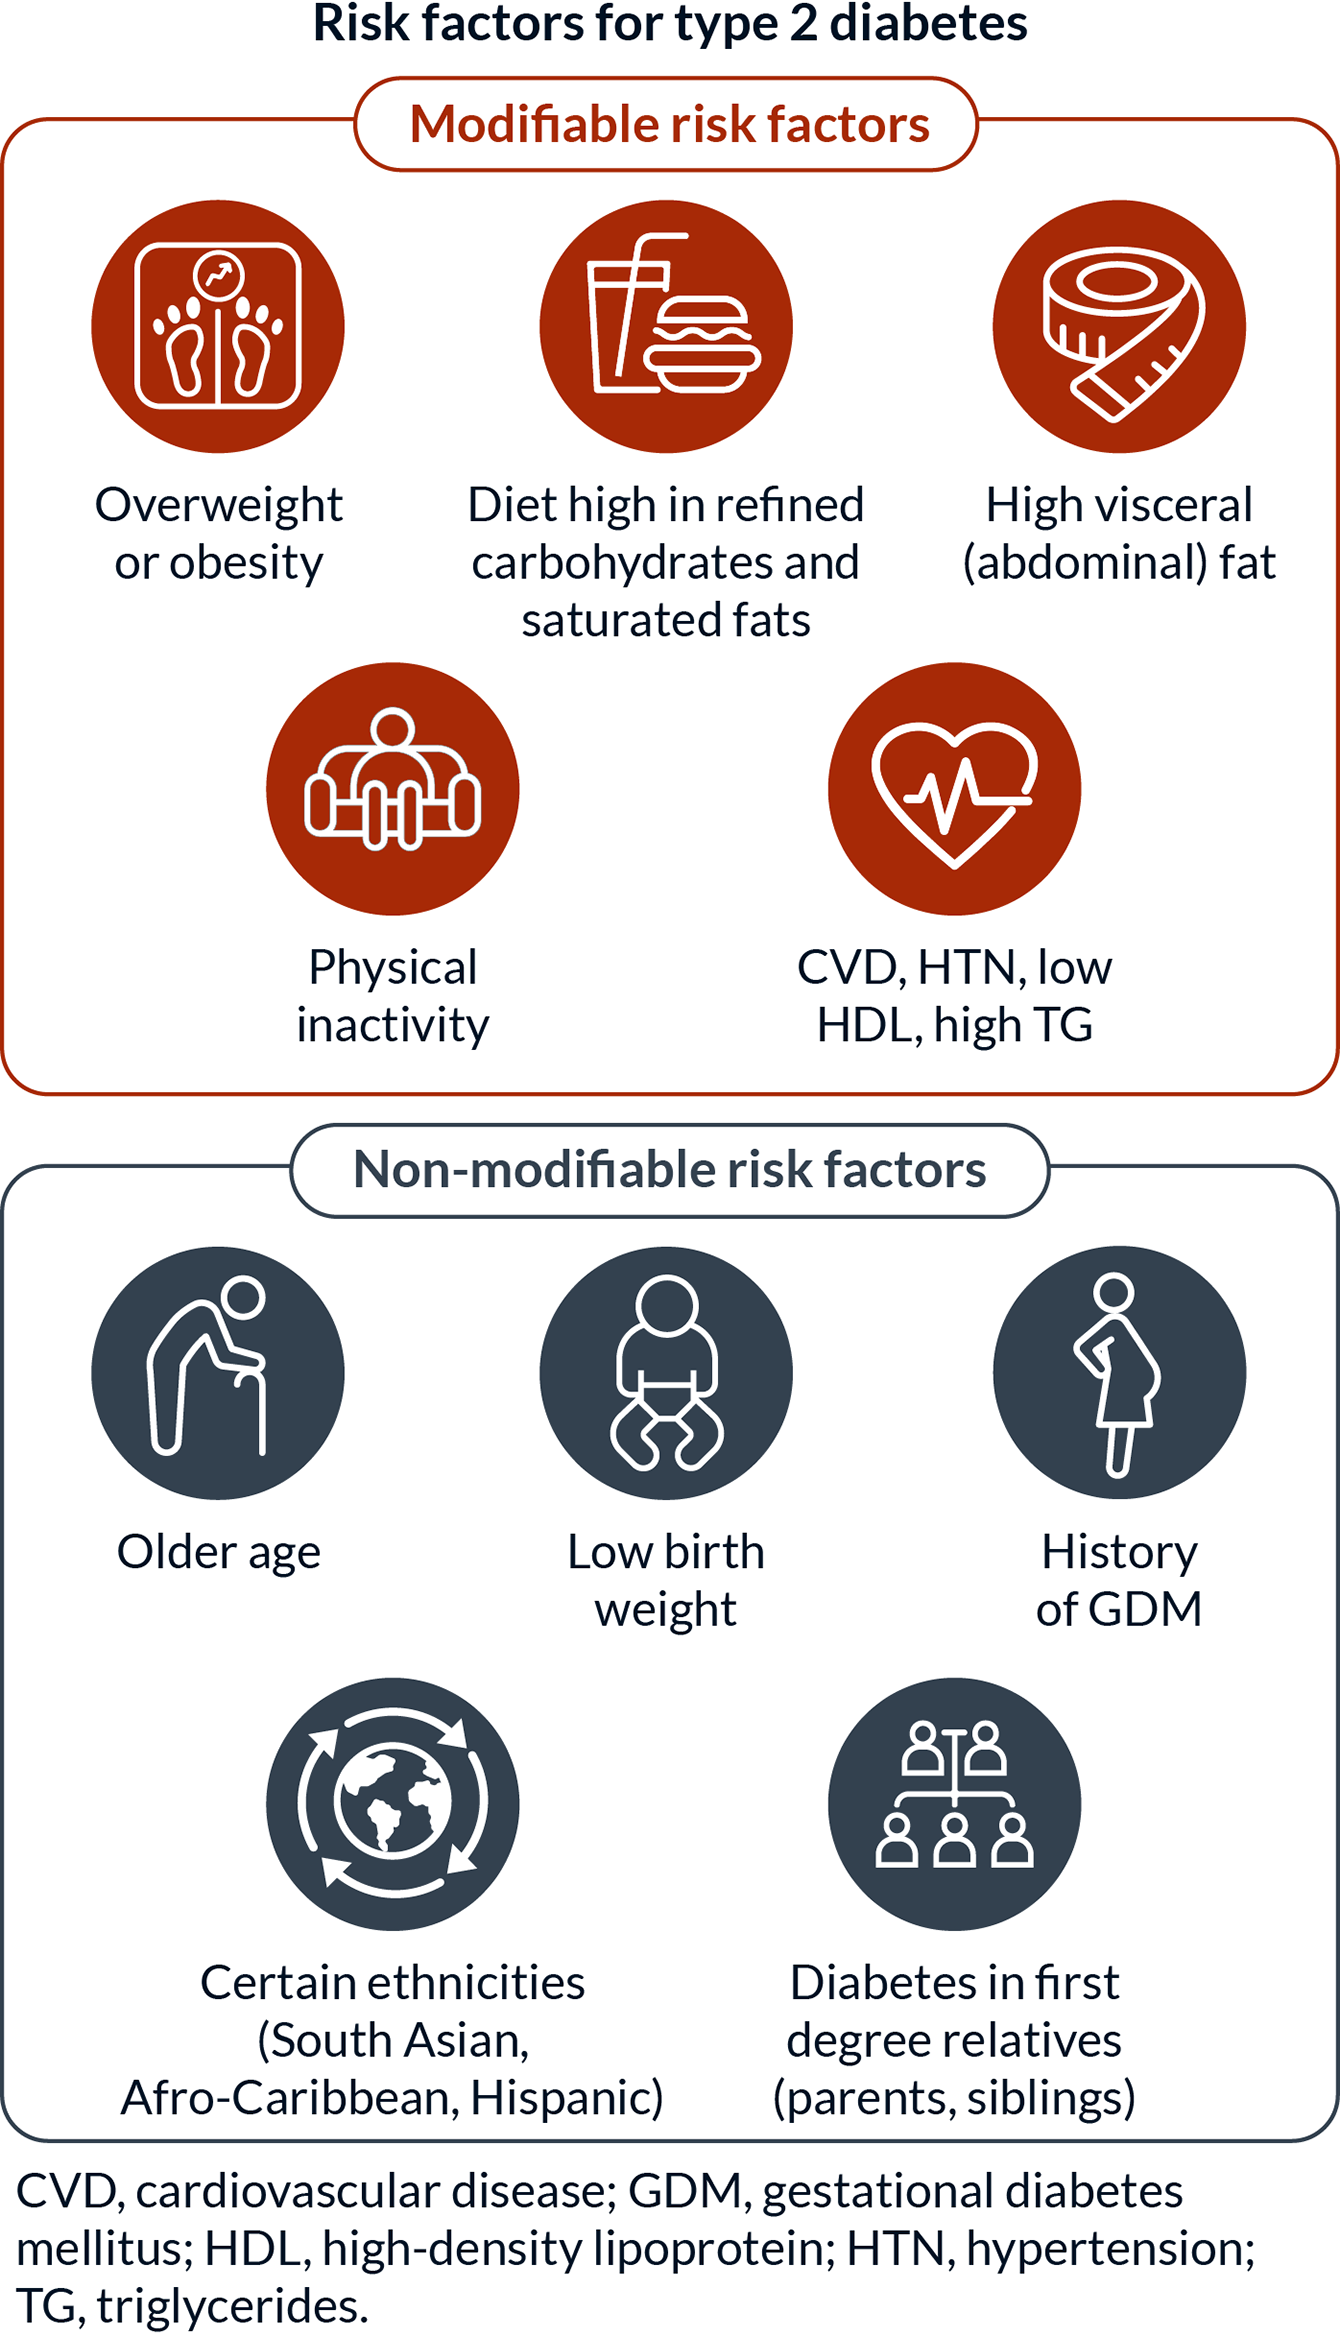 Risk factors for type 2 diabetes
Modifiable risk factors
Overweight
or obesity
Diet high in refined
carbohydrates and
saturated fats
High visceral
(abdominal) fat
Physical
inactivity
CVD, HTN, low
HDL, high TG
Non-modifiable risk factors
Older age
Low birth
weight
History
of GDM
Certain ethnicities
(South Asian,
Afro-Caribbean, Hispanic)
Diabetes in first
degree relatives
(parents, siblings)
CVD, cardiovascular disease; GDM, gestational diabetes
mellitus; HDL, high-density lipoprotein; HTN, hypertension;
TG, triglycerides.